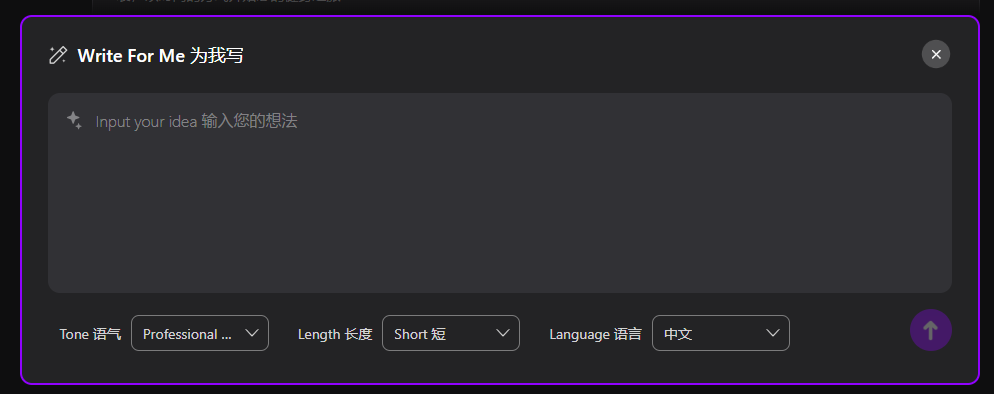 Write For Me 为我写
Input your idea 输入您的想法
Tone 语气 Professional ... Length 长度 Short 短 Language 语言 中文